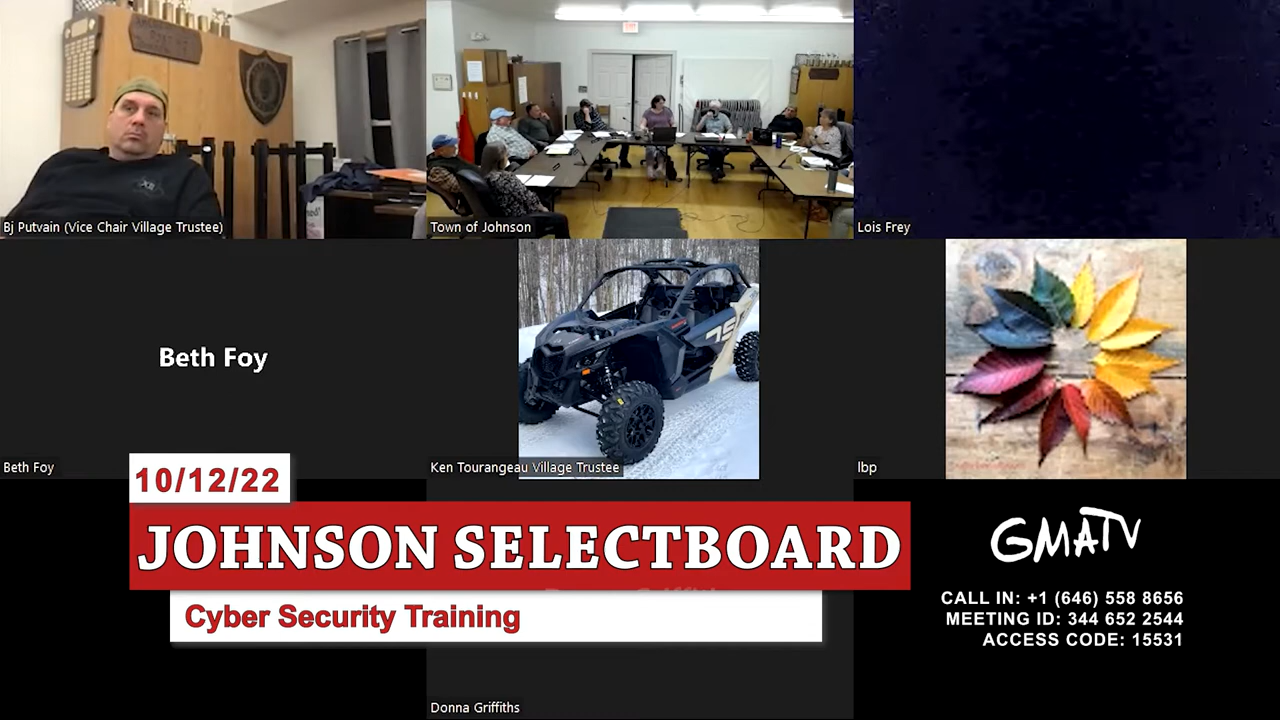 Bj Putvain (Vice Chair Village Trustee)
Town of Johnson
Lois Frey
Beth Foy
79
Beth Foy
Ken Tourangeau Village Trustee
lbp
10/12/22
JOHNSON SELECTBOARD
Cyber Security Training
GMATV
CALL IN: +1 (646) 558 8656
MEETING ID: 344 652 2544
ACCESS CODE: 15531
Donna Griffiths